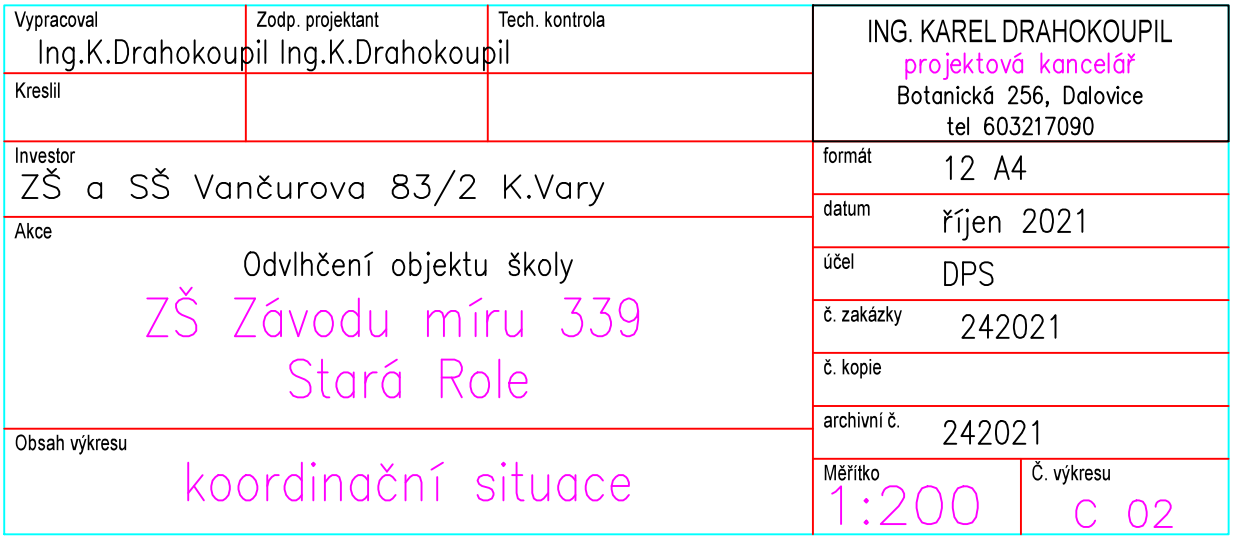 Vypracoval
Zodp. projektant
Tech. kontrola
Ing.K.Drahokoupil
Ing.K.Drahokoupil
Kreslil
ING. KAREL DRAHOKOUPIL
projektová kancelář
Botanická 256, Dalovice
tel 603217090
Investor
ZŠ a SŠ Vančurova 83/2 K.Vary
Akce
Odvlhčení objektu školy
ZŠ Závodu míru 339
Stará Role
Obsah výkresu
koordinační situace
formát
12 A4
datum
říjen 2021
účel
DPS
č. zakázky
242021
č. kopie
archivní č.
242021
Měřítko
1:200
Č. výkresu
C 02